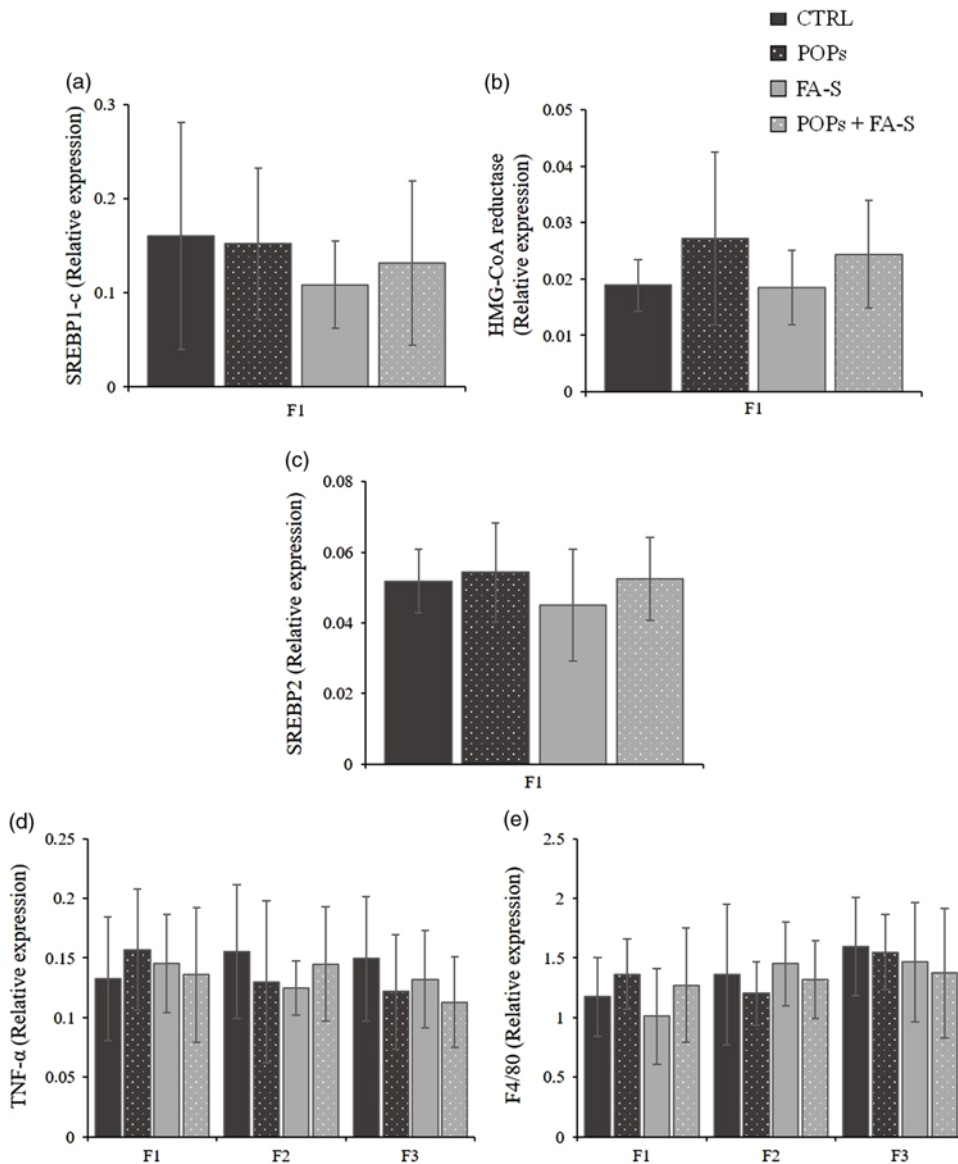 CTRL
POPs
FA-S
POPs + FA-S
(a)
SREBP1-c (Relative expression)
0.3
0.2
0.1
0
F1
(b)
HMG-CoA reductase
(Relative expression)
0.05
0.04
0.03
0.02
0.01
0
F1
(c)
SREBP2 (Relative expression)
0.08
0.06
0.04
0.02
0
F1
(d)
TNF-α (Relative expression)
0.25
0.2
0.15
0.1
0.05
0
F1 F2 F3
(e)
F4/80 (Relative expression)
2.5
2
1.5
1
0.5
0
F1 F2 F3